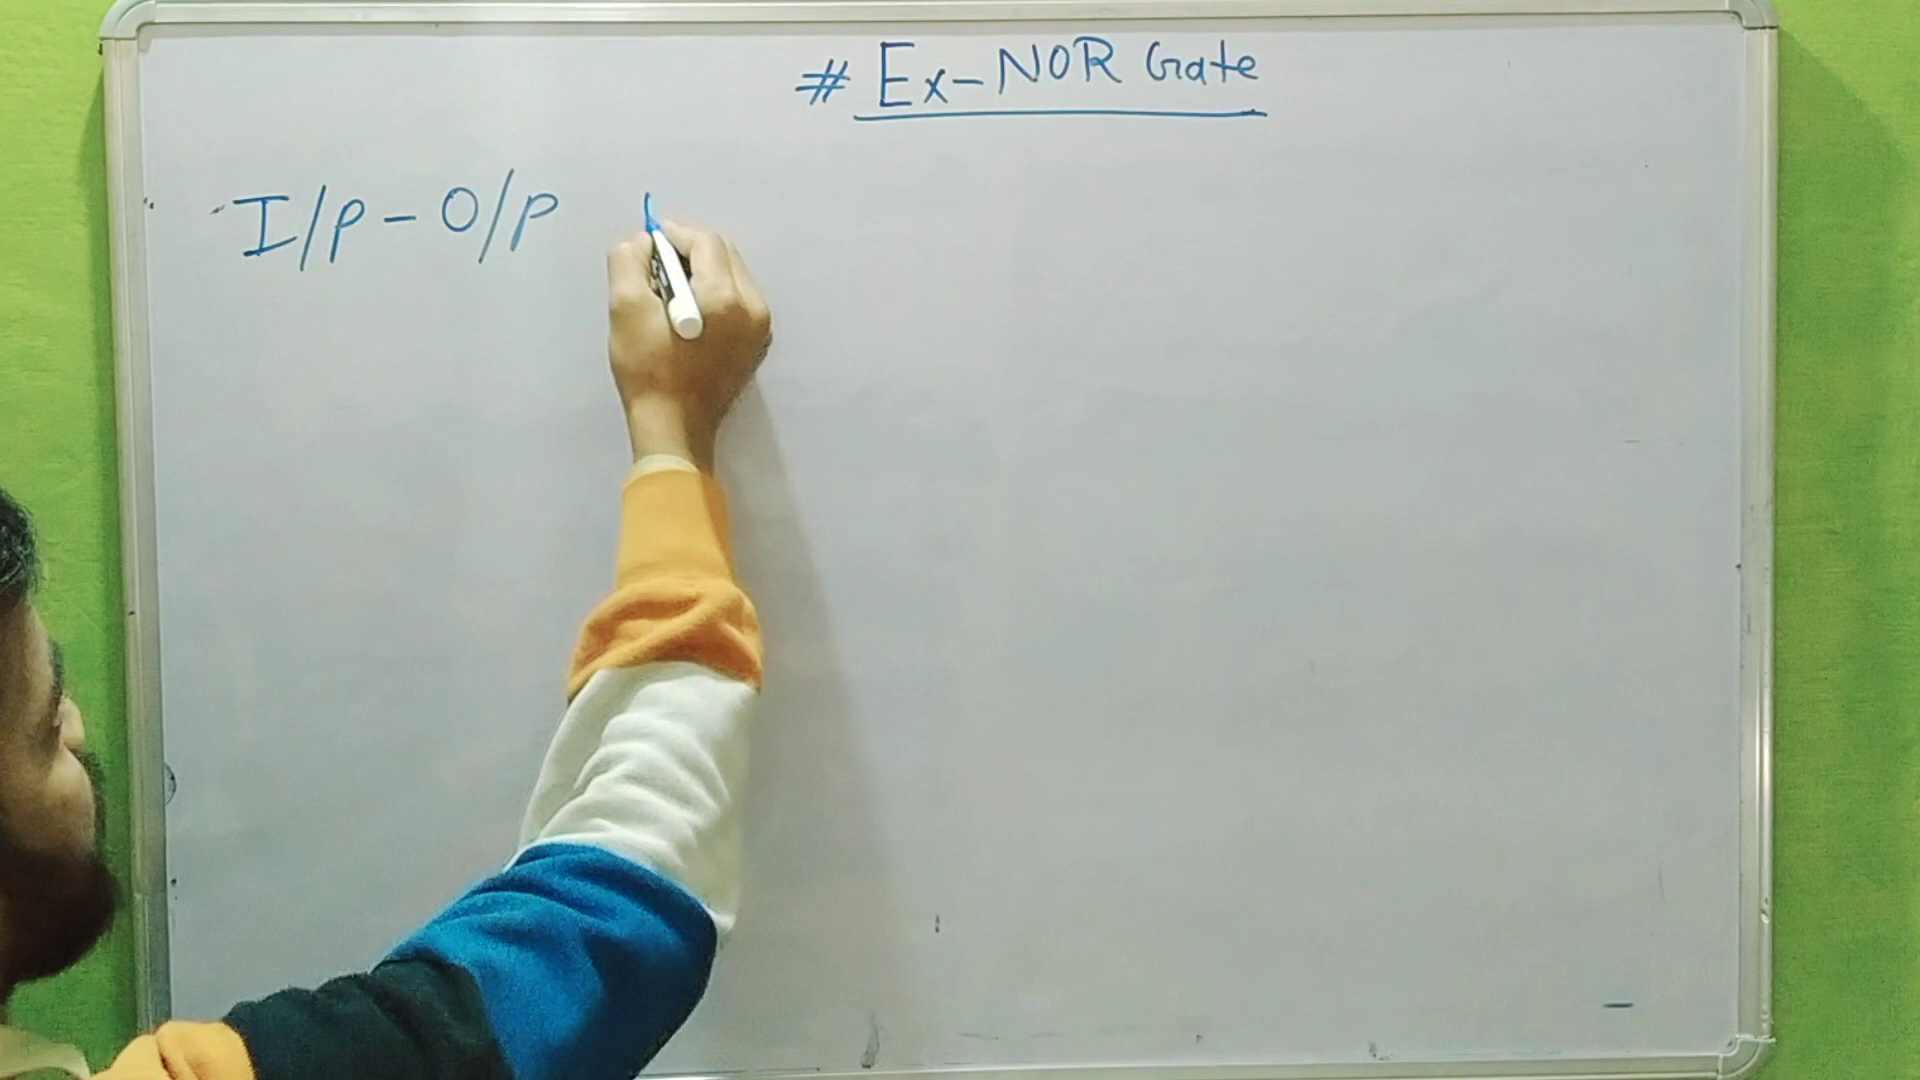 # Ex-NOR Gate
I/P - O/P